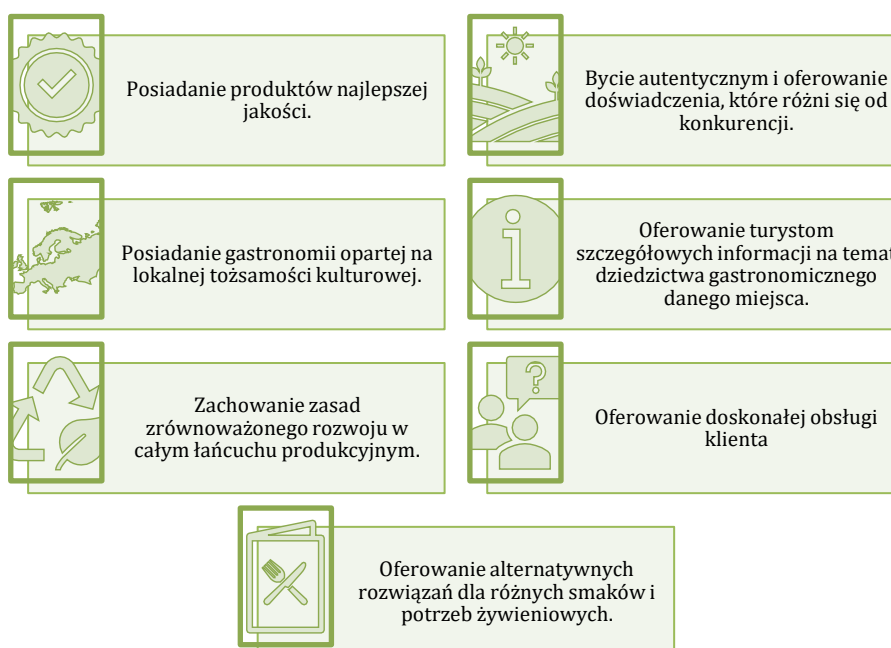 Posiadanie produktów najlepszej
jakości.
Bycie autentycznym i oferowanie
doświadczenia, które różni się od
konkurencji.
Posiadanie gastronomii opartej na
lokalnej tożsamości kulturowej.
Oferowanie turystom
szczegółowych informacji na temat
dziedzictwa gastronomicznego
danego miejsca.
Zachowanie zasad
zrównoważonego rozwoju w
całym łańcuchu produkcyjnym.
Oferowanie doskonałej obsługi
klienta
Oferowanie alternatywnych
rozwiązań dla różnych smaków i
potrzeb żywieniowych.